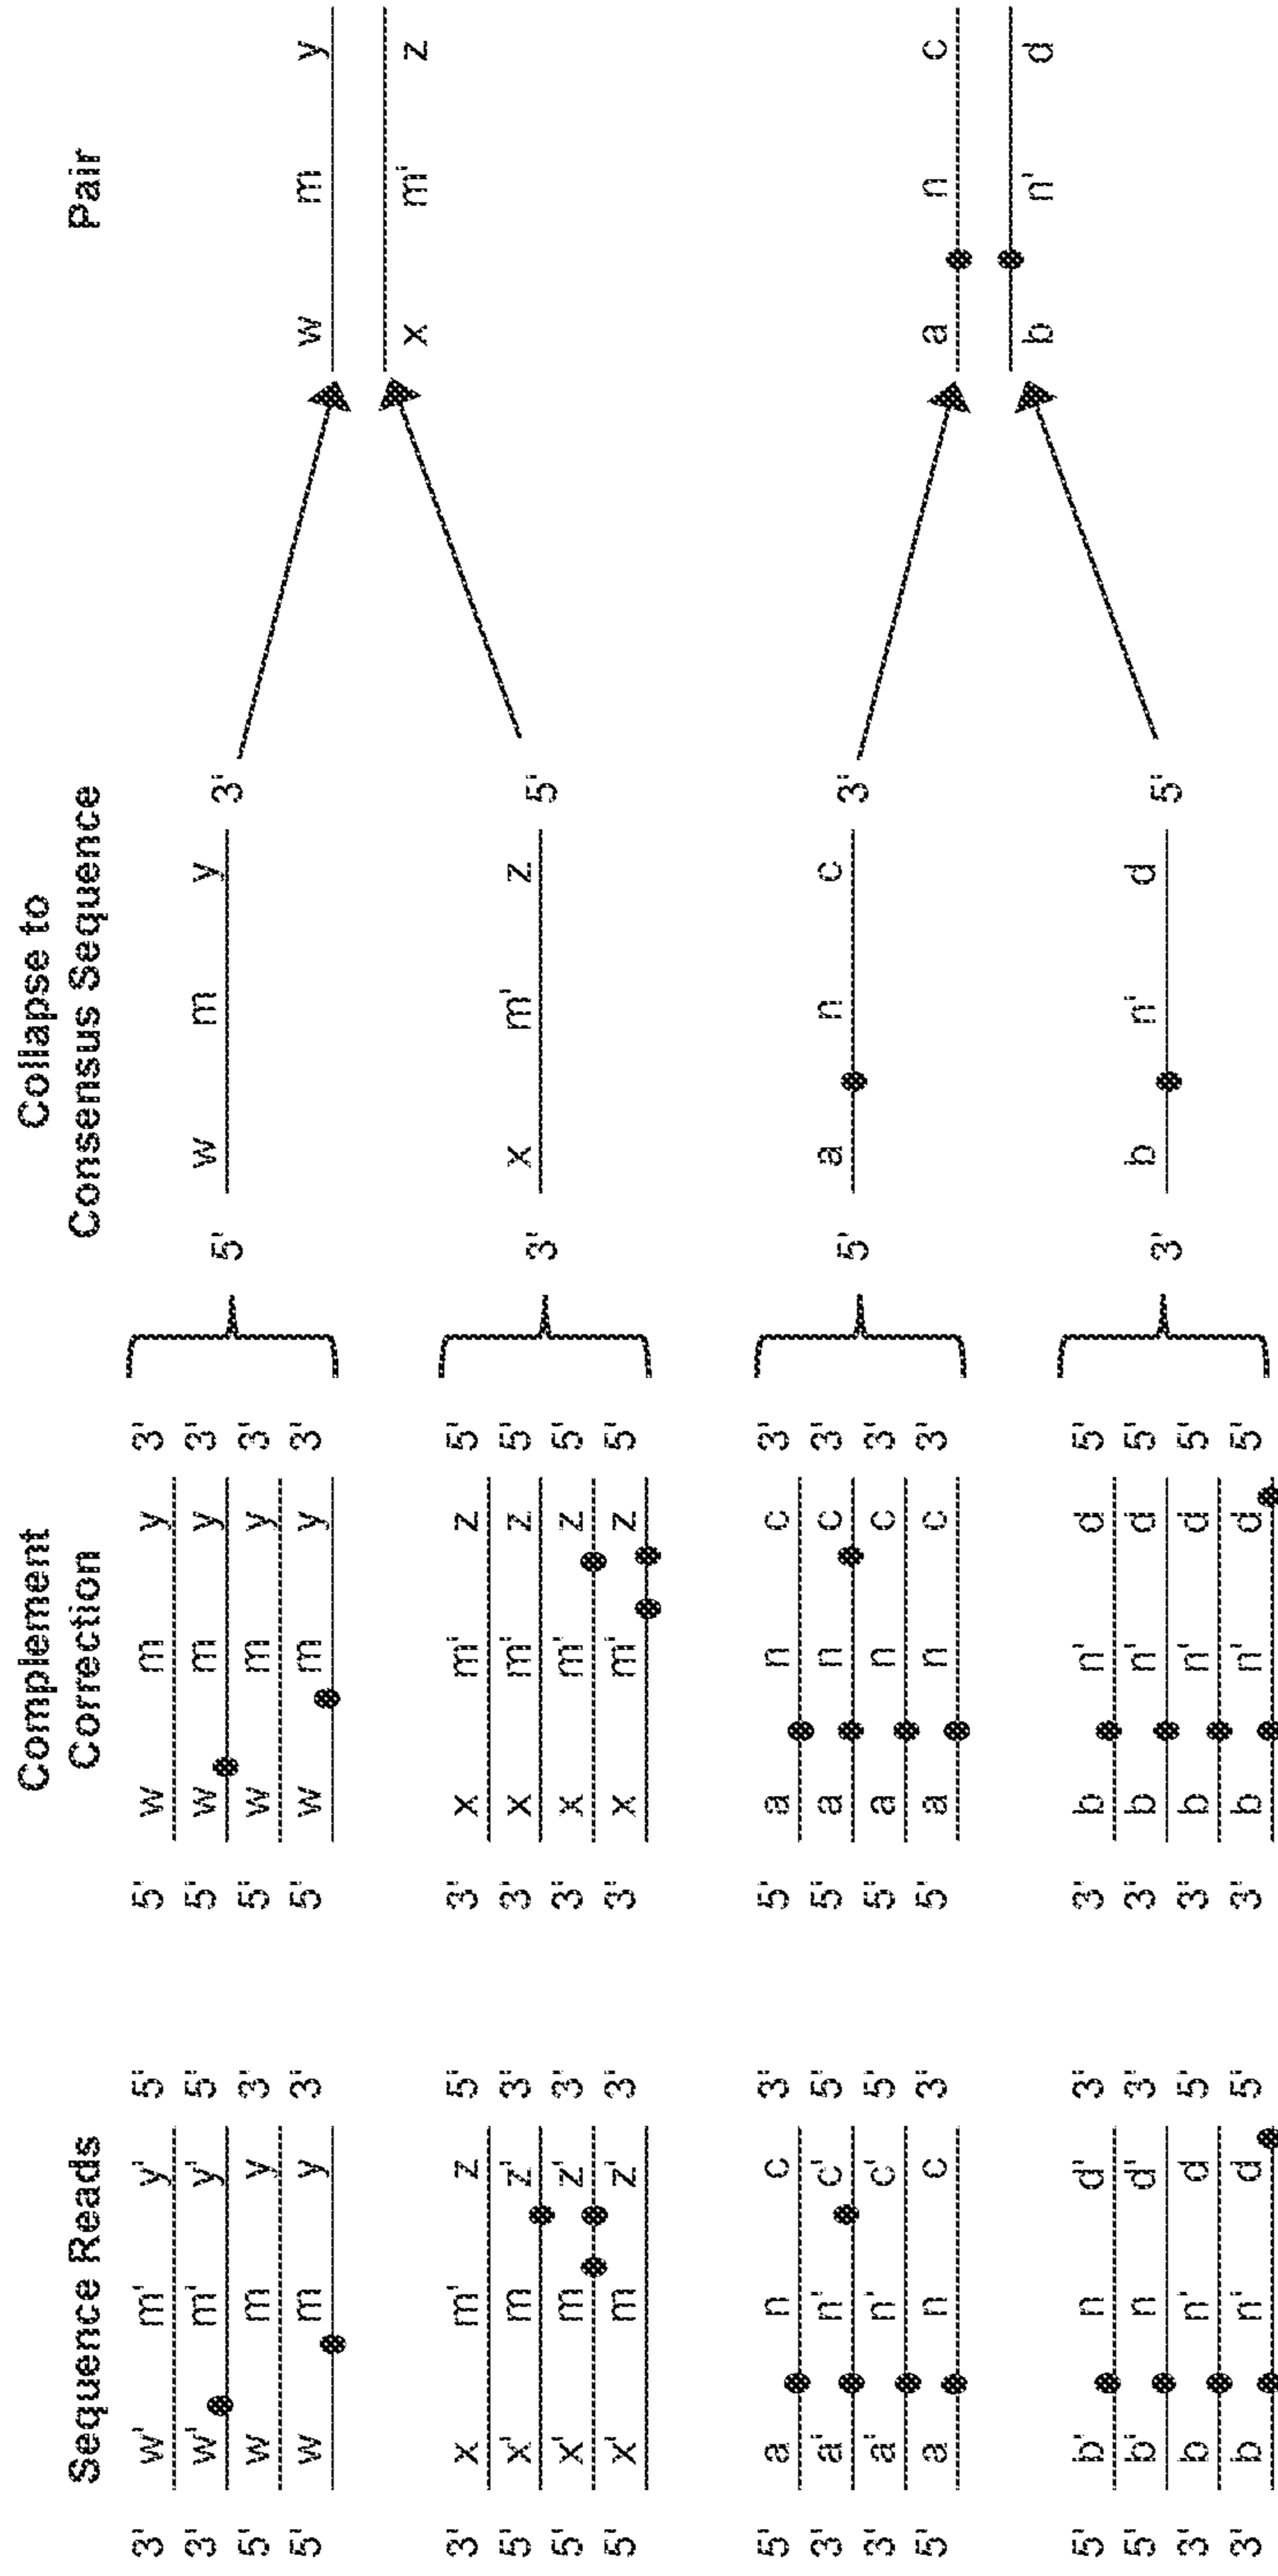 Sequence Reads
3' w' m' y' 5'
3' w' m' y' 5'
5' w m y 3'
5' w m y 3'
3' x m' z 5'
5' x' m z' 3'
5' x' m z' 3'
5' x' m z' 3'
5' a n c 3'
3' a' n' c' 5'
3' a' n' c' 5'
5' a n c 3'
5' b' n d' 3'
5' b' n d' 3'
3' b n' d 5'
3' b n' d 5'
Complement
Correction
5' w m y 3'
5' w m y 3'
5' w m y 3'
5' w m y 3'
3' x m' z 5'
3' x m' z 5'
3' x m' z 5'
3' x m' z 5'
5' a n c 3'
5' a n c 3'
5' a n c 3'
5' a n c 3'
3' b n' d 5'
3' b n' d 5'
3' b n' d 5'
3' b n' d 5'
Collapse to
Consensus Sequence
w m y
5' 3'
x m' z
3' 5'
a n c
5' 3'
b n' d
3' 5'
Pair
w m y
x m' z
a n c
b n' d